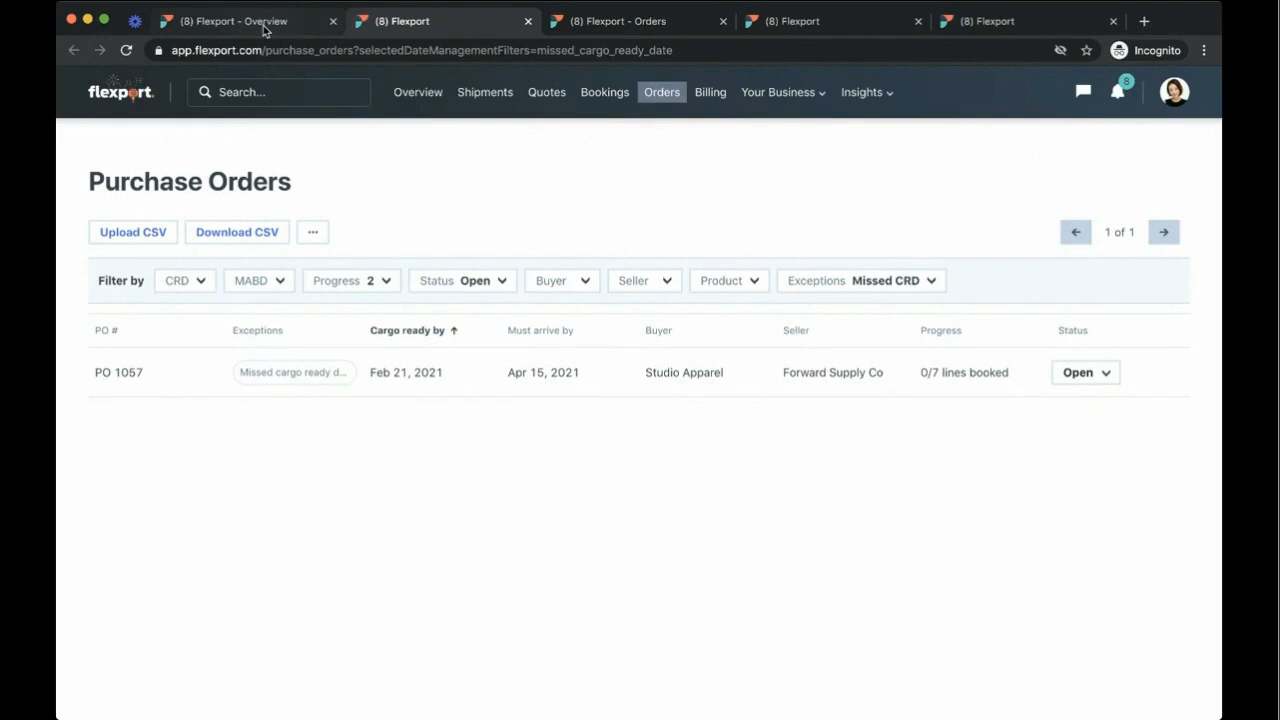 (8) Flexport - Overview
(8) Flexport
(8) Flexport - Orders
(8) Flexport
(8) Flexport
app.flexport.com/purchase_orders?selectedDateManagementFilters=missed_cargo_ready_date
Incognito
flexport.
Search...
Overview
Shipments
Quotes
Bookings
Orders
Billing
Your Business
Insights
8
Purchase Orders
Upload CSV
Download CSV
...
1 of 1
Filter by
CRD
MABD
Progress 2
Status Open
Buyer
Seller
Product
Exceptions Missed CRD
PO #
Exceptions
Cargo ready by
Must arrive by
Buyer
Seller
Progress
Status
PO 1057
Missed cargo ready d...
Feb 21, 2021
Apr 15, 2021
Studio Apparel
Forward Supply Co
0/7 lines booked
Open